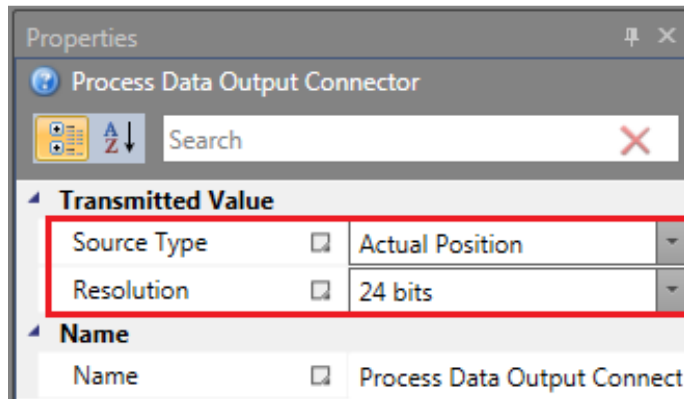 Properties
Process Data Output Connector
A
Z
Search
Transmitted Value
Source Type Actual Position
Resolution 24 bits
Name
Name Process Data Output Connect